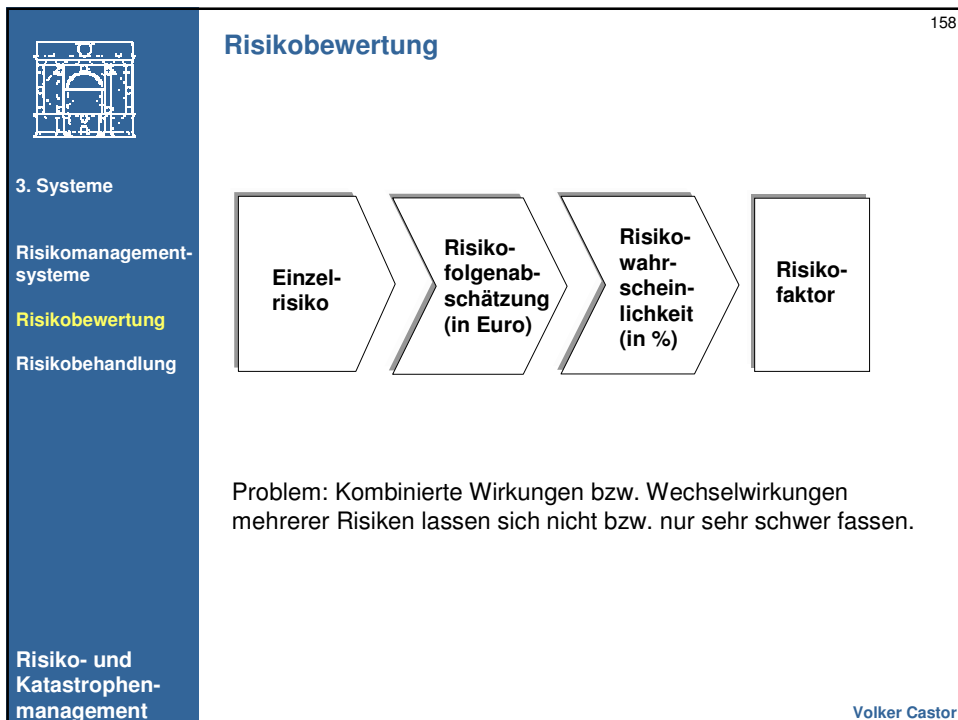 158
Risikobewertung
3. Systeme
Risikomanagement-
systeme
Risikobewertung
Risikobehandlung
Einzel-
risiko
Risiko-
folgenab-
schätzung
(in Euro)
Risiko-
wahr-
schein-
lichkeit
(in %)
Risiko-
faktor
Problem: Kombinierte Wirkungen bzw. Wechselwirkungen
mehrerer Risiken lassen sich nicht bzw. nur sehr schwer fassen.
Risiko- und
Katastrophen-
management
Volker Castor